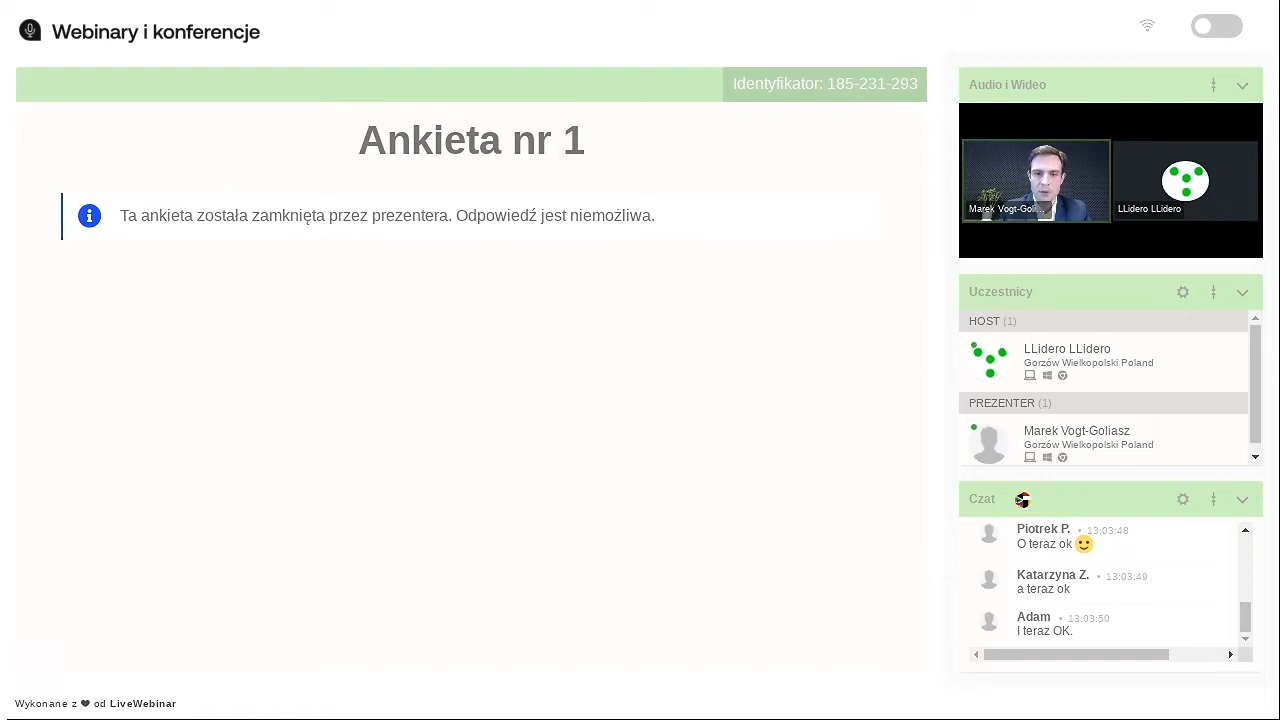 Webinary i konferencje
Identyfikator: 185-231-293
Ankieta nr 1
Ta ankieta została zamknięta przez prezentera. Odpowiedź jest niemożliwa.
Audio i Wideo
Marek Vogt-Goli...
LLidero LLidero
Uczestnicy
HOST (1)
LLidero LLidero
Gorzów Wielkopolski Poland
PREZENTER (1)
Marek Vogt-Goliasz
Gorzów Wielkopolski Poland
Czat
Piotrek P. • 13:03:48
O teraz ok 🙂
Katarzyna Z. • 13:03:49
a teraz ok
Adam • 13:03:50
I teraz OK.
Wykonane z ❤ od LiveWebinar